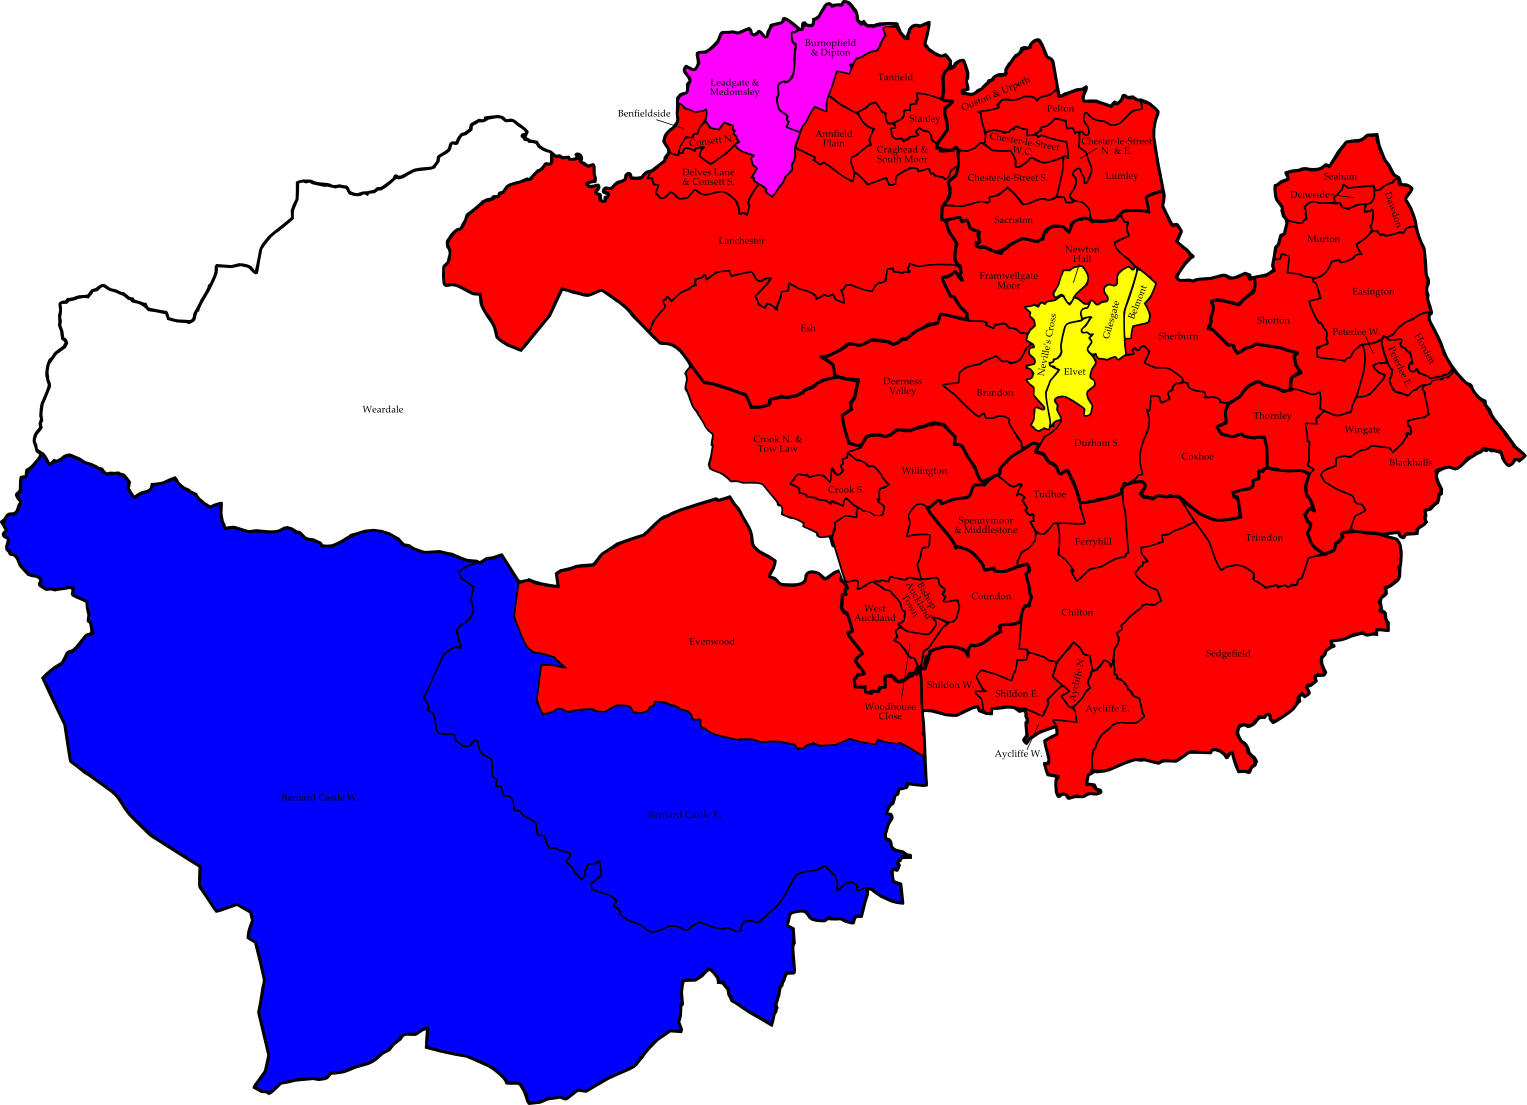 Burnopfield
& Dipton
Leadgate &
Medomsley
Tanfield
Ouston & Urpeth
Benfieldside
Stanley
Pelton
Consett N.
Annfield
Plain
Craghead &
South Moor
Chester-le-Street
W.C.
Chester-le-Street
N. & E.
Delves Lane
& Consett S.
Chester-le-Street S.
Lumley
Seaham
Deneside
Dawdon
Sacriston
Lanchester
Murton
Newton
Hall
Framwellgate
Moor
Easington
Belmont
Gilesgate
Neville's Cross
Esh
Shotton
Sherburn
Peterlee W.
Horden
Peterlee E.
Elvet
Deerness
Valley
Brandon
Weardale
Thornley
Wingate
Crook N. &
Tow Law
Durham S.
Coxhoe
Blackhalls
Willington
Crook S.
Tudhoe
Spennymoor
& Middlestone
Ferryhill
Trimdon
Coundon
Bishop
Auckland
Town
West
Auckland
Chilton
Evenwood
Sedgefield
Shildon W.
Shildon E.
Aycliffe N.
Woodhouse
Close
Aycliffe E.
Aycliffe W.
Barnard Castle W.
Barnard Castle E.